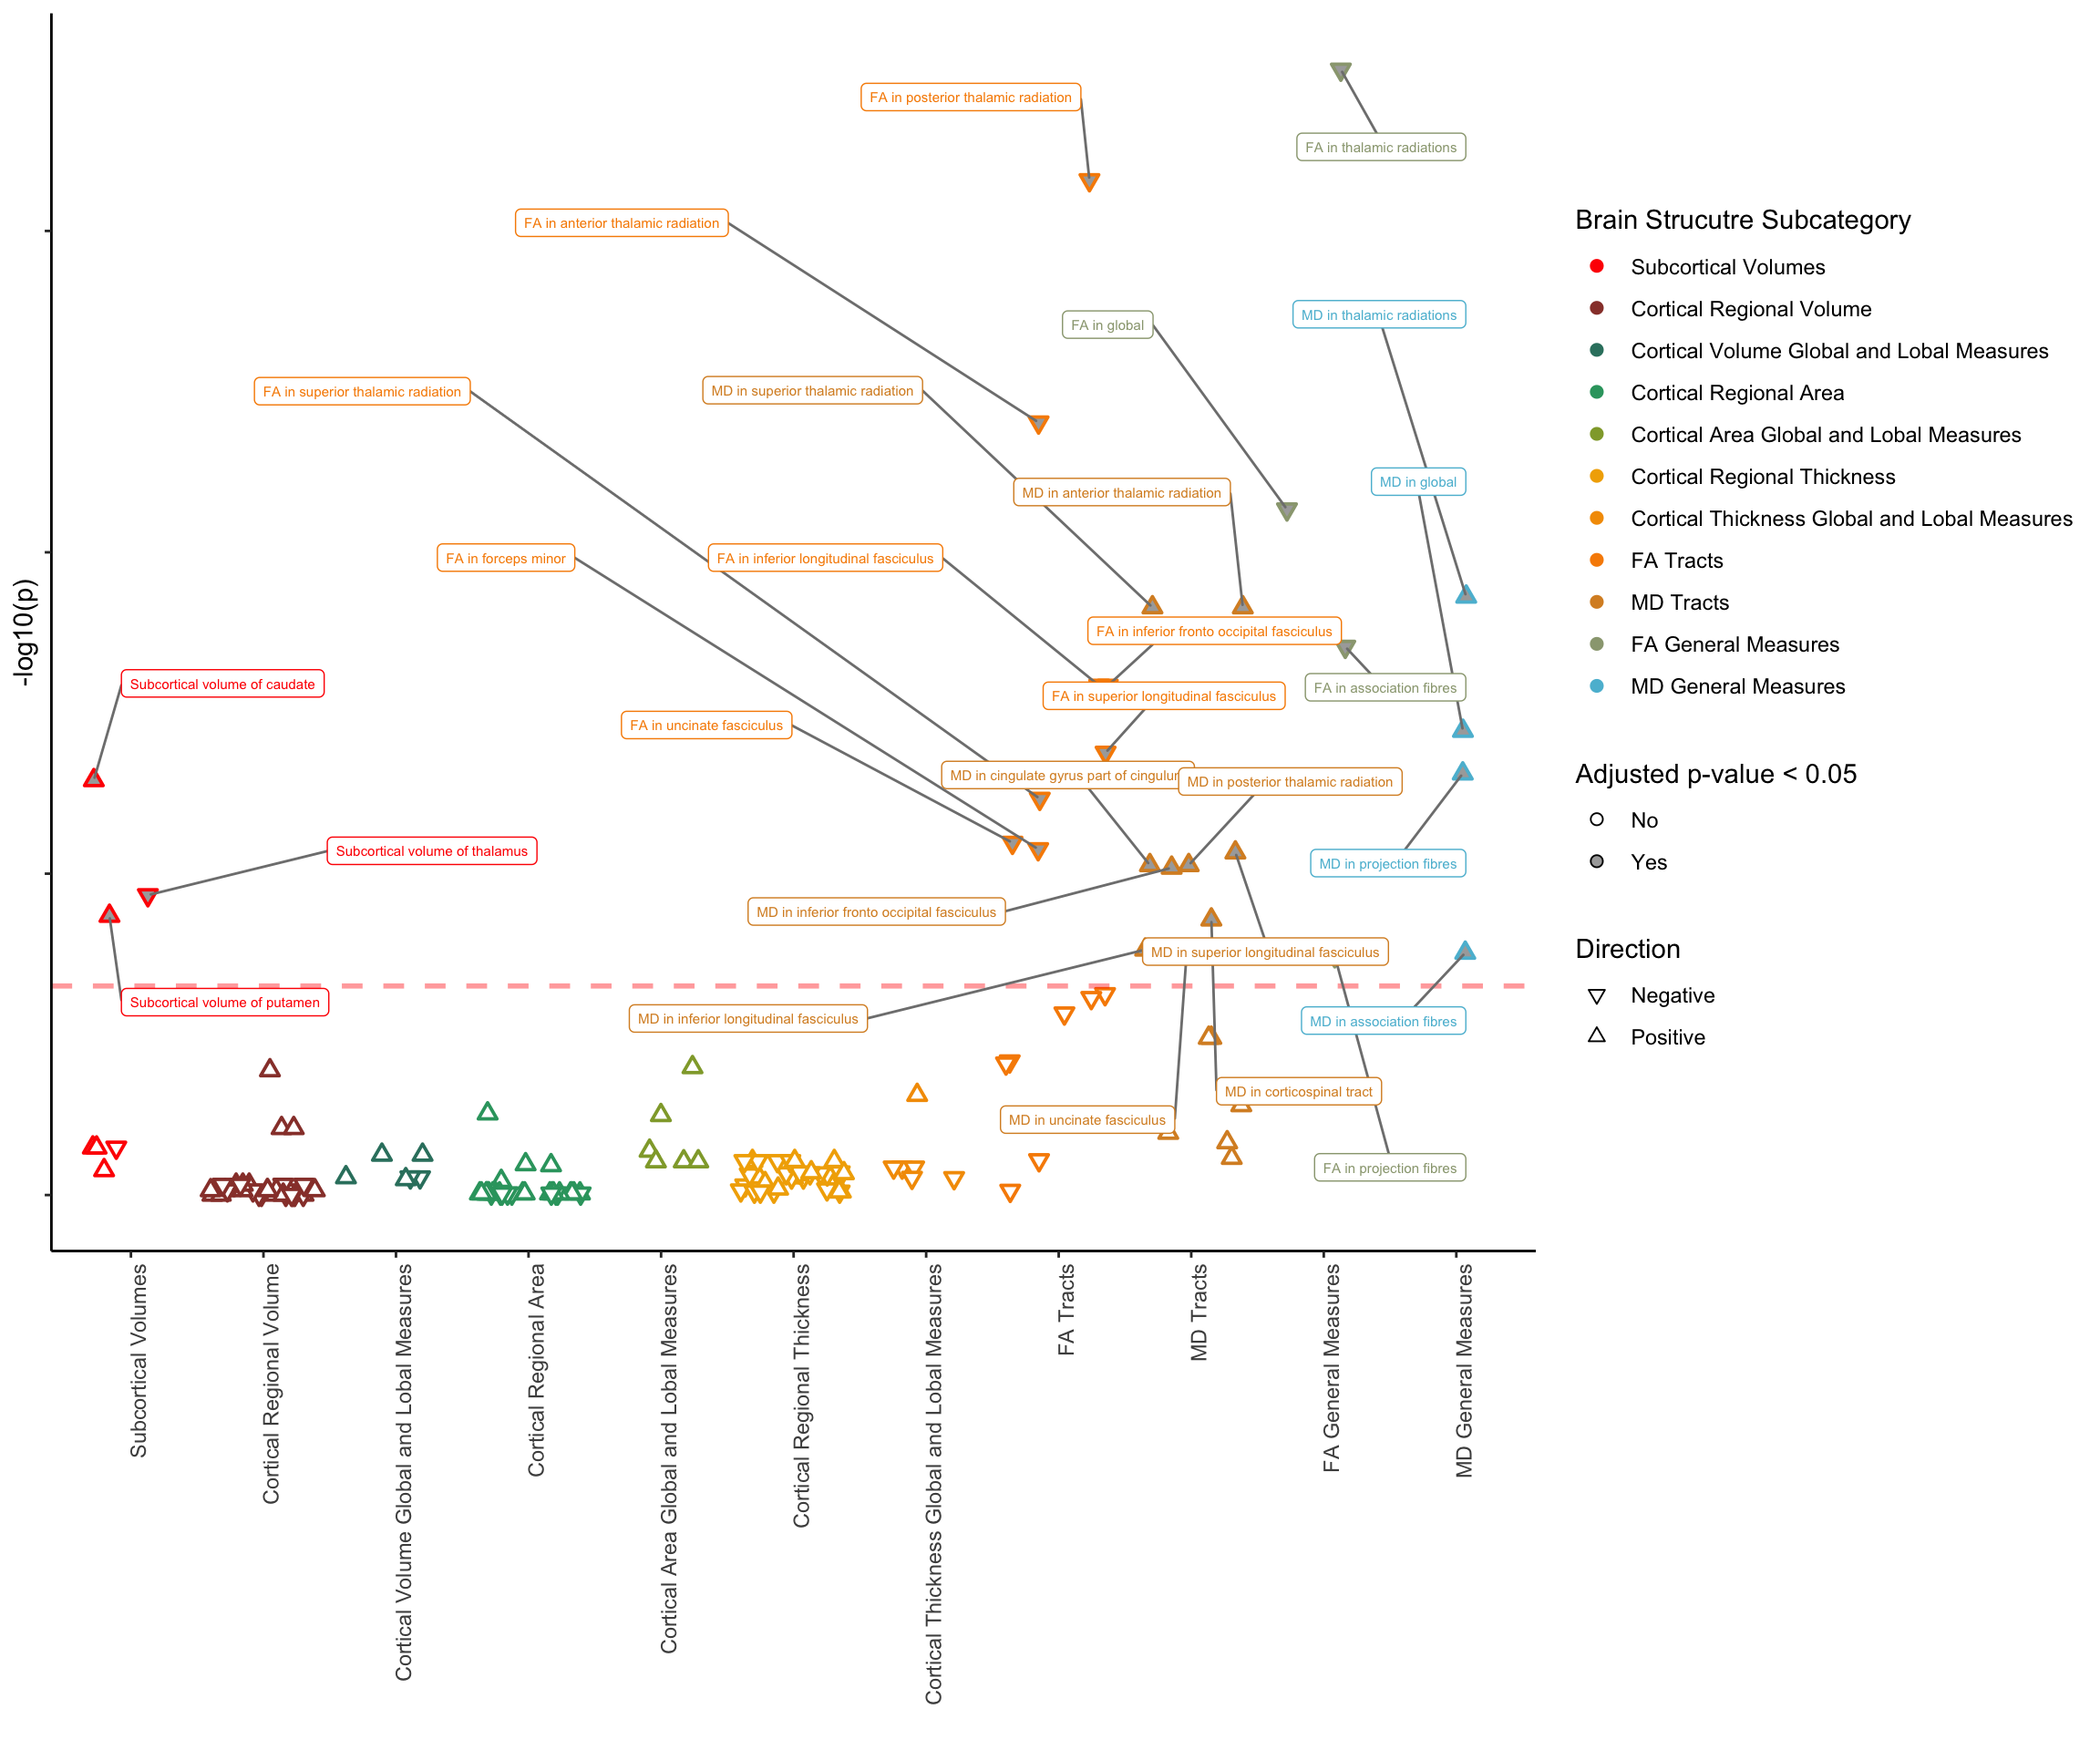 FA in posterior thalamic radiation
FA in thalamic radiations
FA in anterior thalamic radiation
MD in thalamic radiations
FA in global
FA in superior thalamic radiation
MD in superior thalamic radiation
MD in global
MD in anterior thalamic radiation
FA in forceps minor
FA in inferior longitudinal fasciculus
FA in inferior fronto occipital fasciculus
Subcortical volume of caudate
FA in superior longitudinal fasciculus
FA in association fibres
FA in uncinate fasciculus
MD in cingulate gyrus part of cingulum
MD in posterior thalamic radiation
Subcortical volume of thalamus
MD in projection fibres
MD in inferior fronto occipital fasciculus
MD in superior longitudinal fasciculus
Subcortical volume of putamen
MD in inferior longitudinal fasciculus
MD in association fibres
MD in corticospinal tract
MD in uncinate fasciculus
FA in projection fibres
-log10(p)
Subcortical Volumes
Cortical Regional Volume
Cortical Volume Global and Lobal Measures
Cortical Regional Area
Cortical Area Global and Lobal Measures
Cortical Regional Thickness
Cortical Thickness Global and Lobal Measures
FA Tracts
MD Tracts
FA General Measures
MD General Measures
Brain Strucutre Subcategory
Subcortical Volumes
Cortical Regional Volume
Cortical Volume Global and Lobal Measures
Cortical Regional Area
Cortical Area Global and Lobal Measures
Cortical Regional Thickness
Cortical Thickness Global and Lobal Measures
FA Tracts
MD Tracts
FA General Measures
MD General Measures
Adjusted p-value < 0.05
No
Yes
Direction
Negative
Positive